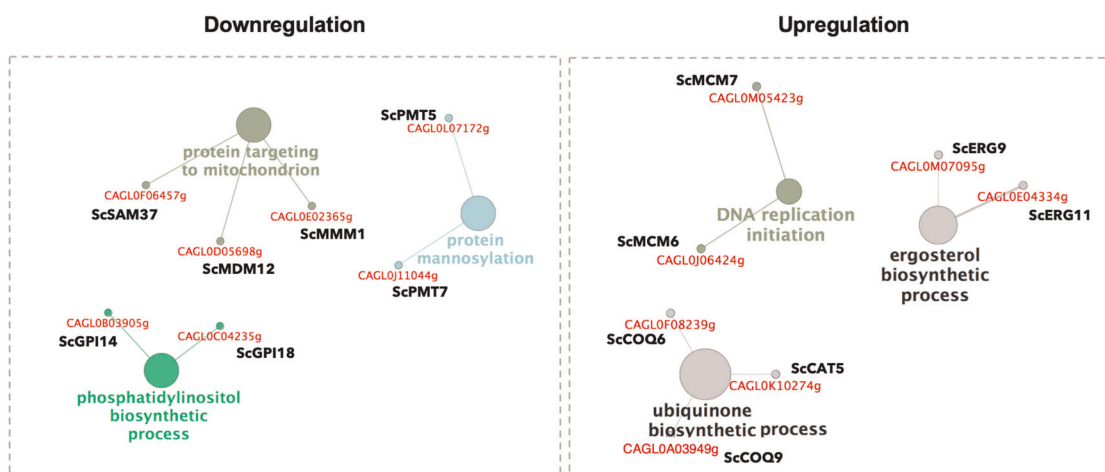 Downregulation
Upregulation
protein targeting
to mitochondrion
CAGL0F06457g
ScSAM37
CAGL0E02365g
ScMMM1
CAGL0D05698g
ScMDM12
ScPMT5
CAGL0L07172g
protein
mannosylation
CAGL0J11044g
ScPMT7
CAGL0B03905g
ScGPI14
CAGL0C04235g
ScGPI18
phosphatidylinositol
biosynthetic
process
ScMCM7
CAGL0M05423g
DNA replication
initiation
ScMCM6
CAGL0J06424g
ScERG9
CAGL0M07095g
CAGL0E04334g
ScERG11
ergosterol
biosynthetic
process
CAGL0F08239g
ScCOQ6
ScCAT5
CAGL0K10274g
ubiquinone
biosynthetic process
CAGL0A03949g
ScCOQ9